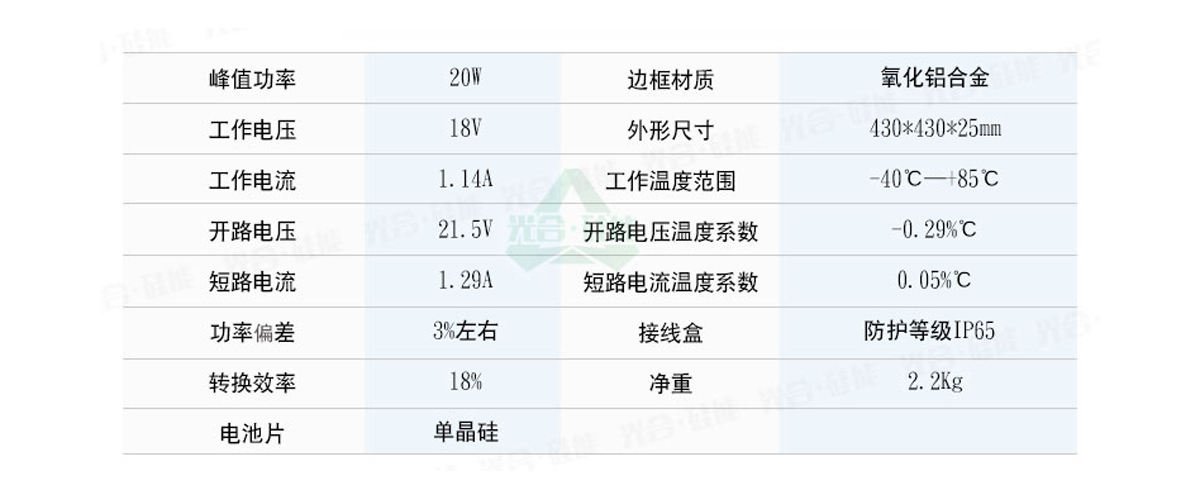 峰值功率 20W 边框材质 氧化铝合金
工作电压 18V 外形尺寸 430*430*25mm
工作电流 1.14A 工作温度范围 -40℃—+85℃
开路电压 21.5V 开路电压温度系数 -0.29%℃
短路电流 1.29A 短路电流温度系数 0.05%℃
功率偏差 3%左右 接线盒 防护等级IP65
转换效率 18% 净重 2.2Kg
电池片 单晶硅
光合·硅能